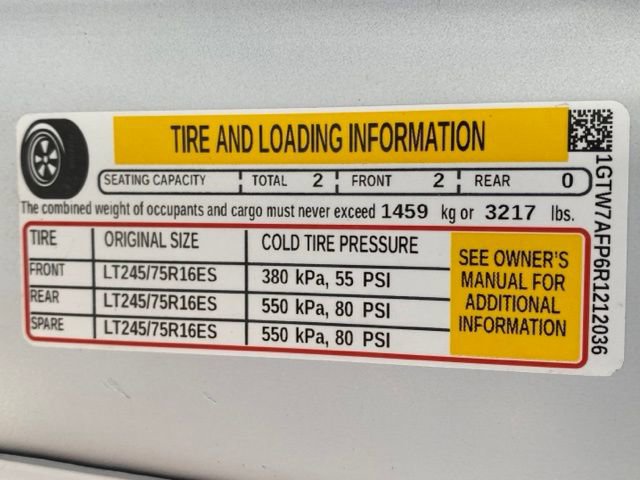 TIRE AND LOADING INFORMATION
SEATING CAPACITY TOTAL 2 FRONT 2 REAR 0
The combined weight of occupants and cargo must never exceed 1459 kg or 3217 lbs.
TIRE ORIGINAL SIZE COLD TIRE PRESSURE
FRONT LT245/75R16ES 380 kPa, 55 PSI
REAR LT245/75R16ES 550 kPa, 80 PSI
SPARE LT245/75R16ES 550 kPa, 80 PSI
SEE OWNER'S
MANUAL FOR
ADDITIONAL
INFORMATION
1GTW7AFP6R1212036